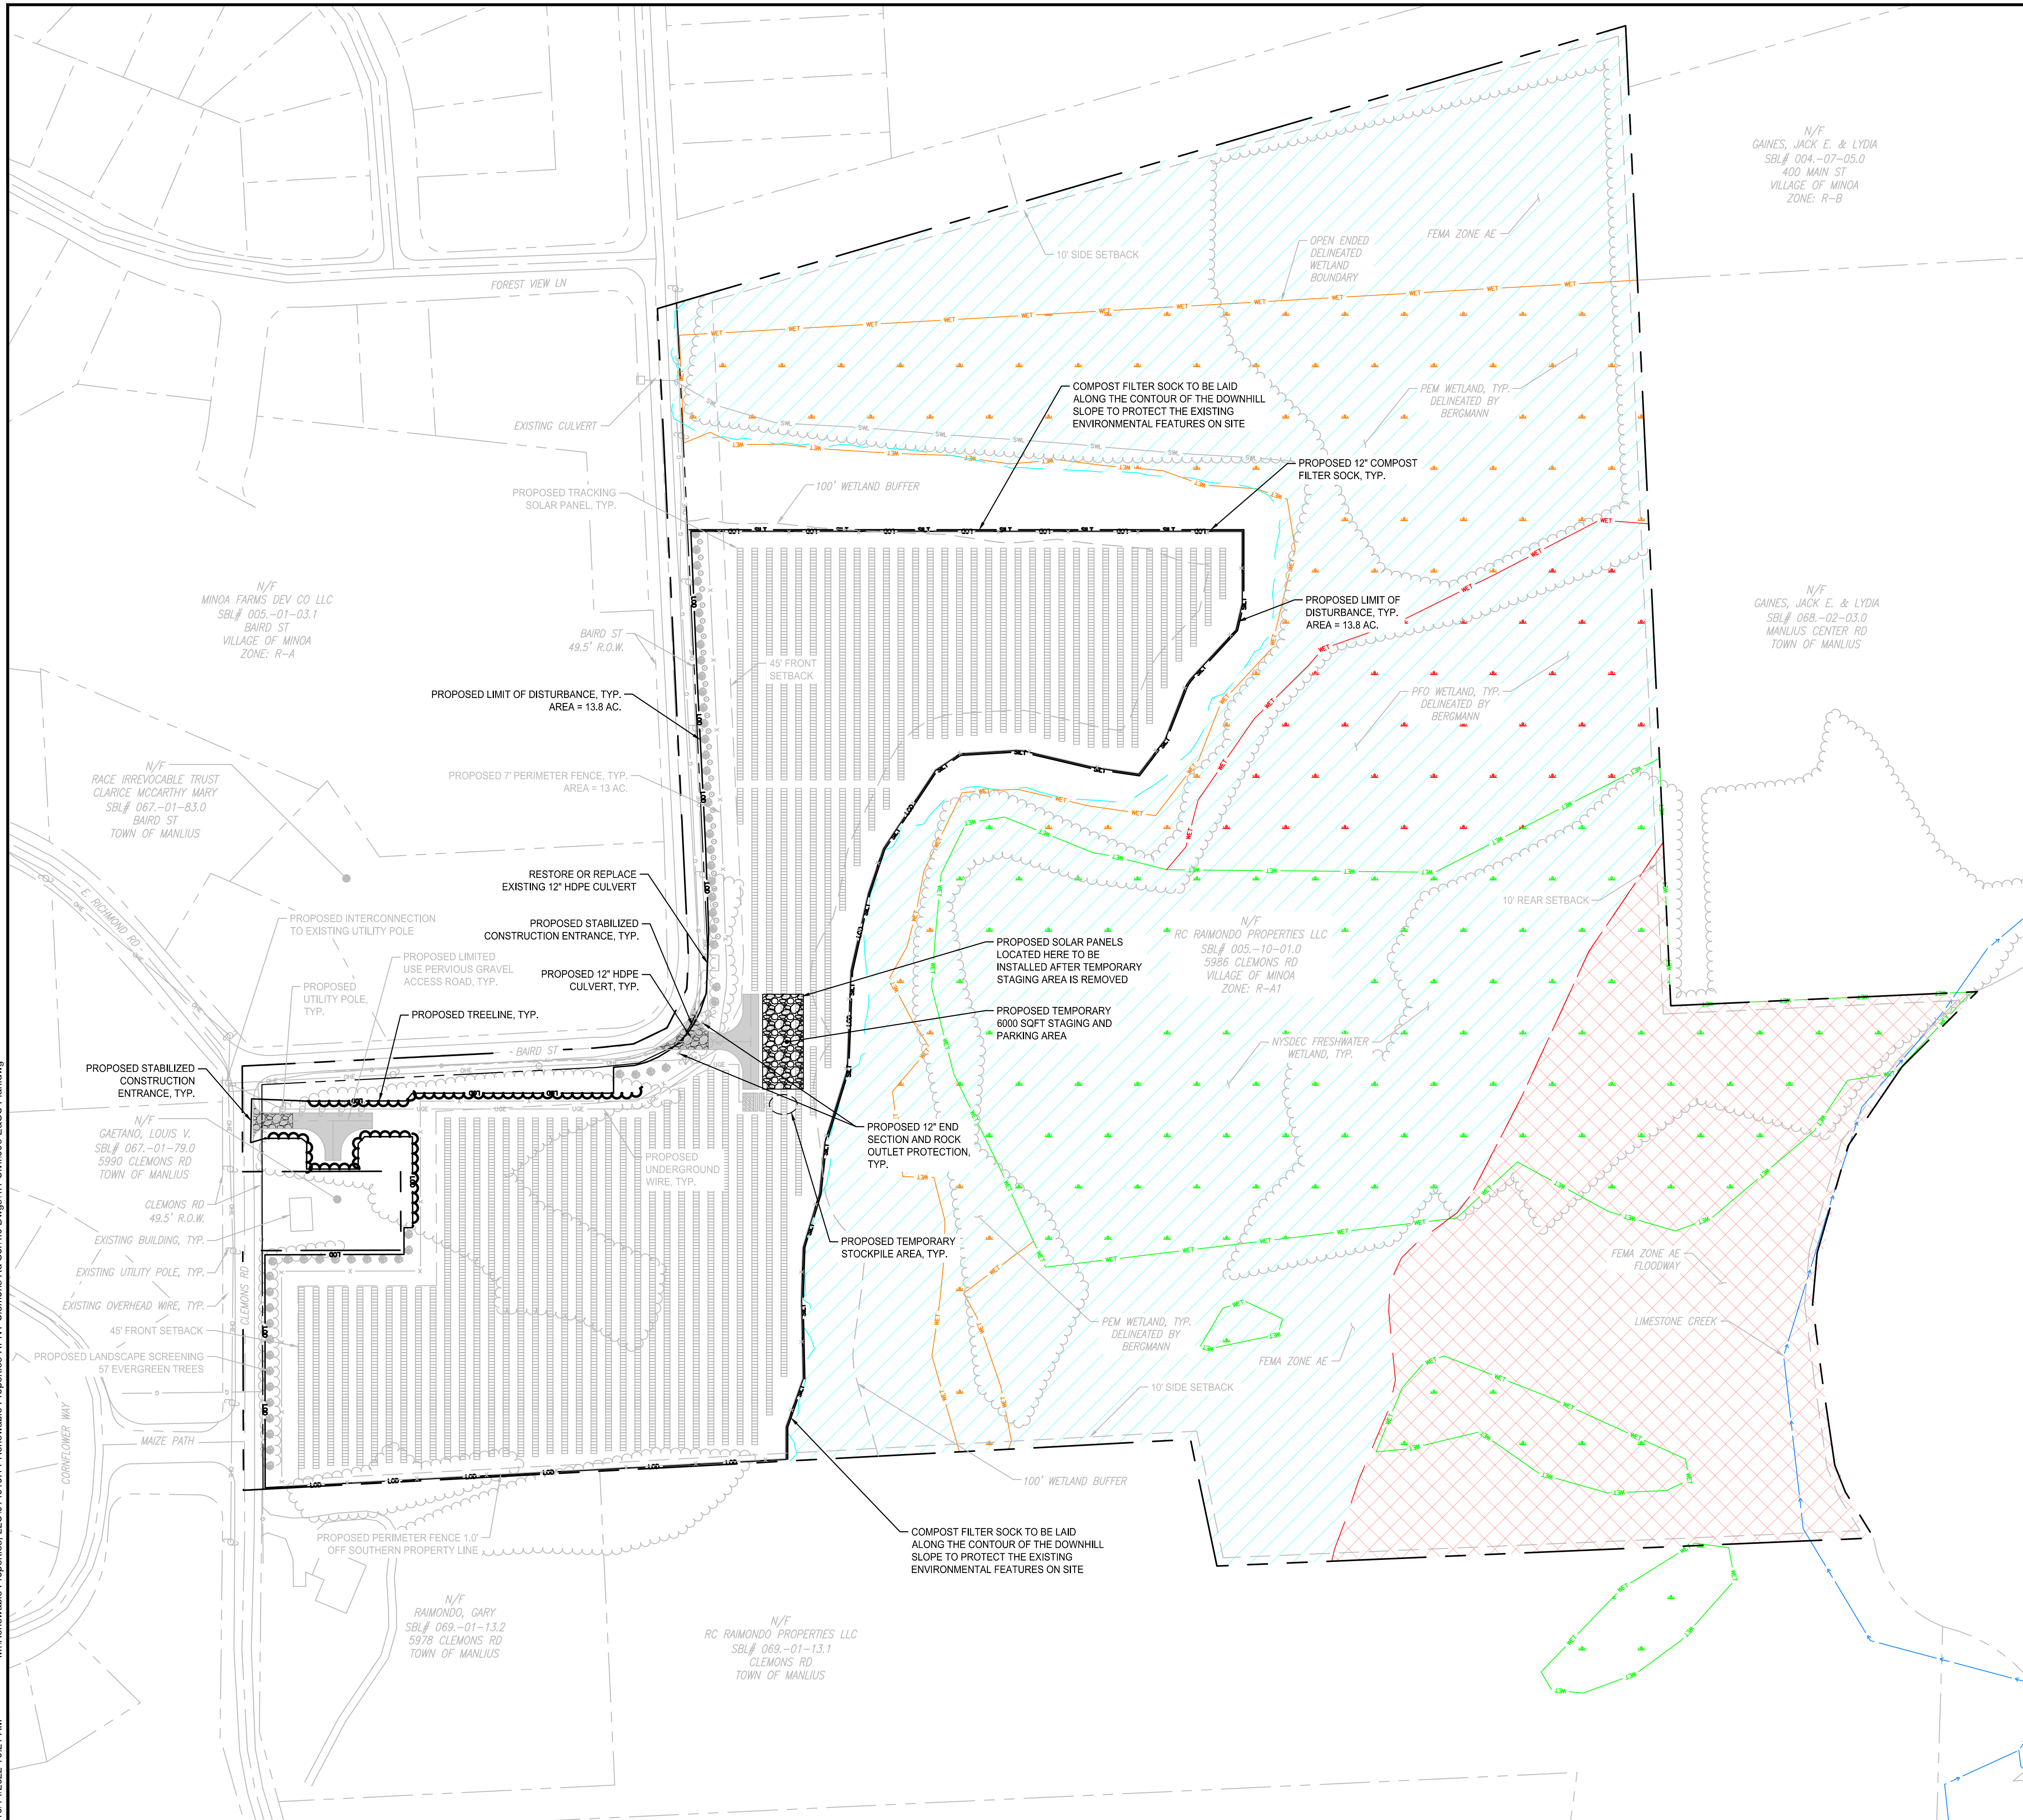 N/F
GAINES, JACK E. & LYDIA
SBL# 004.-07-05.0
400 MAIN ST
VILLAGE OF MINOA
ZONE: R-B
FEMA ZONE AE
OPEN ENDED
DELINEATED
WETLAND
BOUNDARY
10' SIDE SETBACK
FOREST VIEW LN
COMPOST FILTER SOCK TO BE LAID
ALONG THE CONTOUR OF THE DOWNHILL
SLOPE TO PROTECT THE EXISTING
ENVIRONMENTAL FEATURES ON SITE
PEM WETLAND, TYP.
DELINEATED BY
BERGMANN
EXISTING CULVERT
PROPOSED 12" COMPOST
FILTER SOCK, TYP.
100' WETLAND BUFFER
PROPOSED TRACKING
SOLAR PANEL, TYP.
N/F
MINOA FARMS DEV CO LLC
SBL# 005.-01-03.1
BAIRD ST
VILLAGE OF MINOA
ZONE: R-A
PROPOSED LIMIT OF
DISTURBANCE, TYP.
AREA = 13.8 AC.
N/F
GAINES, JACK E. & LYDIA
SBL# 068.-02-03.0
MANLIUS CENTER RD
TOWN OF MANLIUS
BAIRD ST
49.5' R.O.W.
45' FRONT
SETBACK
PROPOSED LIMIT OF DISTURBANCE, TYP.
AREA = 13.8 AC.
PFO WETLAND, TYP.
DELINEATED BY
BERGMANN
N/F
RACE IRREVOCABLE TRUST
CLARICE MCCARTHY MARY
SBL# 067.-01-83.0
BAIRD ST
TOWN OF MANLIUS
PROPOSED 7' PERIMETER FENCE, TYP.
AREA = 13 AC.
RESTORE OR REPLACE
EXISTING 12" HDPE CULVERT
E. RICHMOND RD
PROPOSED INTERCONNECTION
TO EXISTING UTILITY POLE
PROPOSED STABILIZED
CONSTRUCTION ENTRANCE, TYP.
10' REAR SETBACK
N/F
RC RAIMONDO PROPERTIES LLC
SBL# 005.-10-01.0
5986 CLEMONS RD
VILLAGE OF MINOA
ZONE: R-A1
PROPOSED SOLAR PANELS
LOCATED HERE TO BE
INSTALLED AFTER TEMPORARY
STAGING AREA IS REMOVED
PROPOSED LIMITED
USE PERVIOUS GRAVEL
ACCESS ROAD, TYP.
PROPOSED 12" HDPE
CULVERT, TYP.
PROPOSED
UTILITY POLE,
TYP.
PROPOSED TREELINE, TYP.
PROPOSED TEMPORARY
6000 SQFT STAGING AND
PARKING AREA
NYSDEC FRESHWATER
WETLAND, TYP.
BAIRD ST
PROPOSED STABILIZED
CONSTRUCTION
ENTRANCE, TYP.
N/F
GAETANO, LOUIS V.
SBL# 067.-01-79.0
5990 CLEMONS RD
TOWN OF MANLIUS
PROPOSED 12" END
SECTION AND ROCK
OUTLET PROTECTION,
TYP.
PROPOSED
UNDERGROUND
WIRE, TYP.
CLEMONS RD
49.5' R.O.W.
EXISTING BUILDING, TYP.
PROPOSED TEMPORARY
STOCKPILE AREA, TYP.
EXISTING UTILITY POLE, TYP.
FEMA ZONE AE
FLOODWAY
CLEMONS RD
EXISTING OVERHEAD WIRE, TYP.
45' FRONT SETBACK
PEM WETLAND, TYP.
DELINEATED BY
BERGMANN
LIMESTONE CREEK
PROPOSED LANDSCAPE SCREENING
57 EVERGREEN TREES
FEMA ZONE AE
10' SIDE SETBACK
CORNFLOWER WAY
MAIZE PATH
100' WETLAND BUFFER
PROPOSED PERIMETER FENCE 1.0'
OFF SOUTHERN PROPERTY LINE
COMPOST FILTER SOCK TO BE LAID
ALONG THE CONTOUR OF THE DOWNHILL
SLOPE TO PROTECT THE EXISTING
ENVIRONMENTAL FEATURES ON SITE
N/F
RAIMONDO, GARY
SBL# 069.-01-13.2
5978 CLEMONS RD
TOWN OF MANLIUS
N/F
RC RAIMONDO PROPERTIES LLC
SBL# 069.-01-13.1
CLEMONS RD
TOWN OF MANLIUS